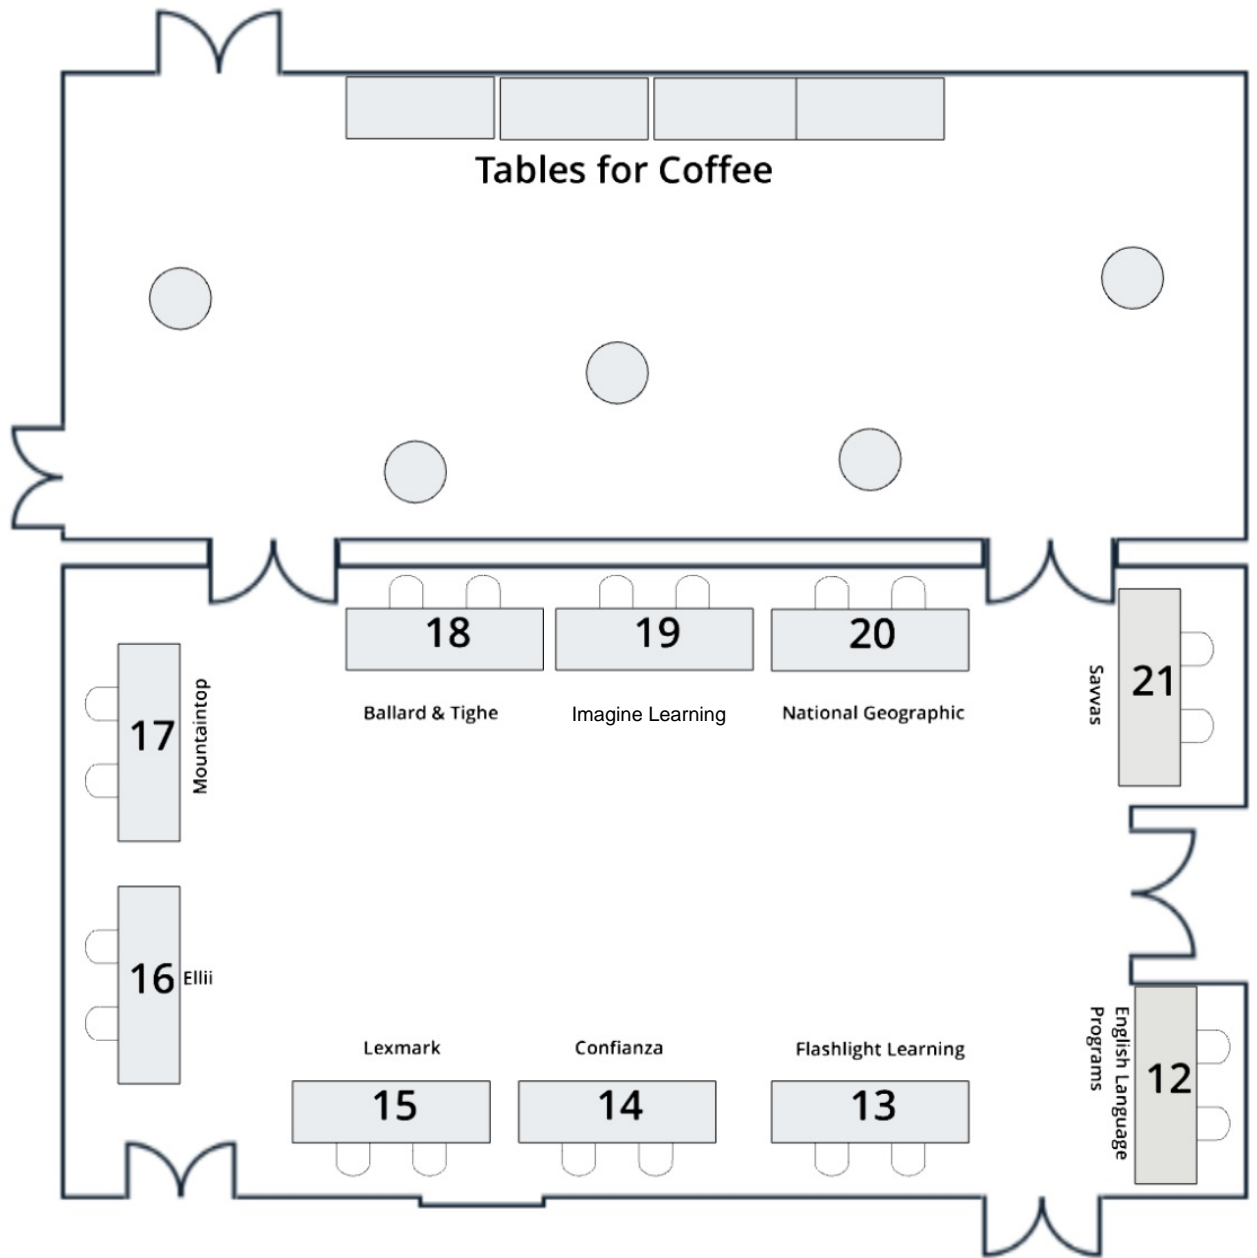 Tables for Coffee
18
19
20
21
Savvas
Ballard & Tighe
Imagine Learning
National Geographic
17
Mountaintop
16
Ellii
Lexmark
Confianza
Flashlight Learning
English Language
Programs
12
15
14
13